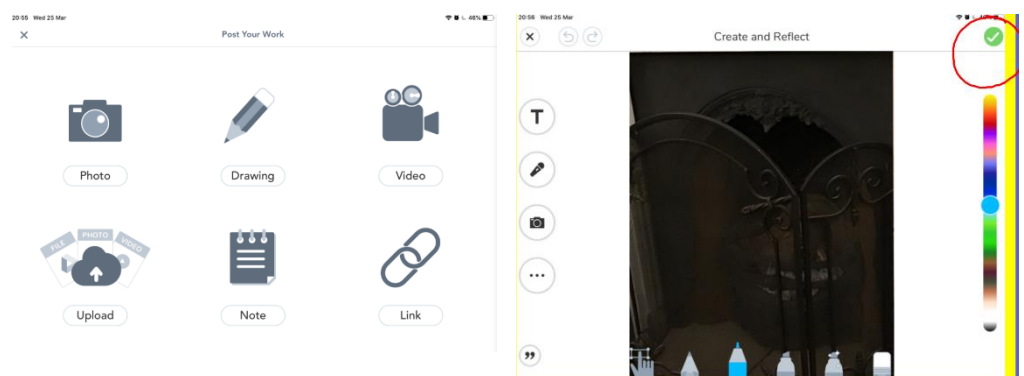 20:55 Wed 25 Mar
46%
Post Your Work
Photo
Drawing
Video
FILE
PHOTO
VIDEO
Upload
Note
Link
20:56 Wed 25 Mar
Create and Reflect
T